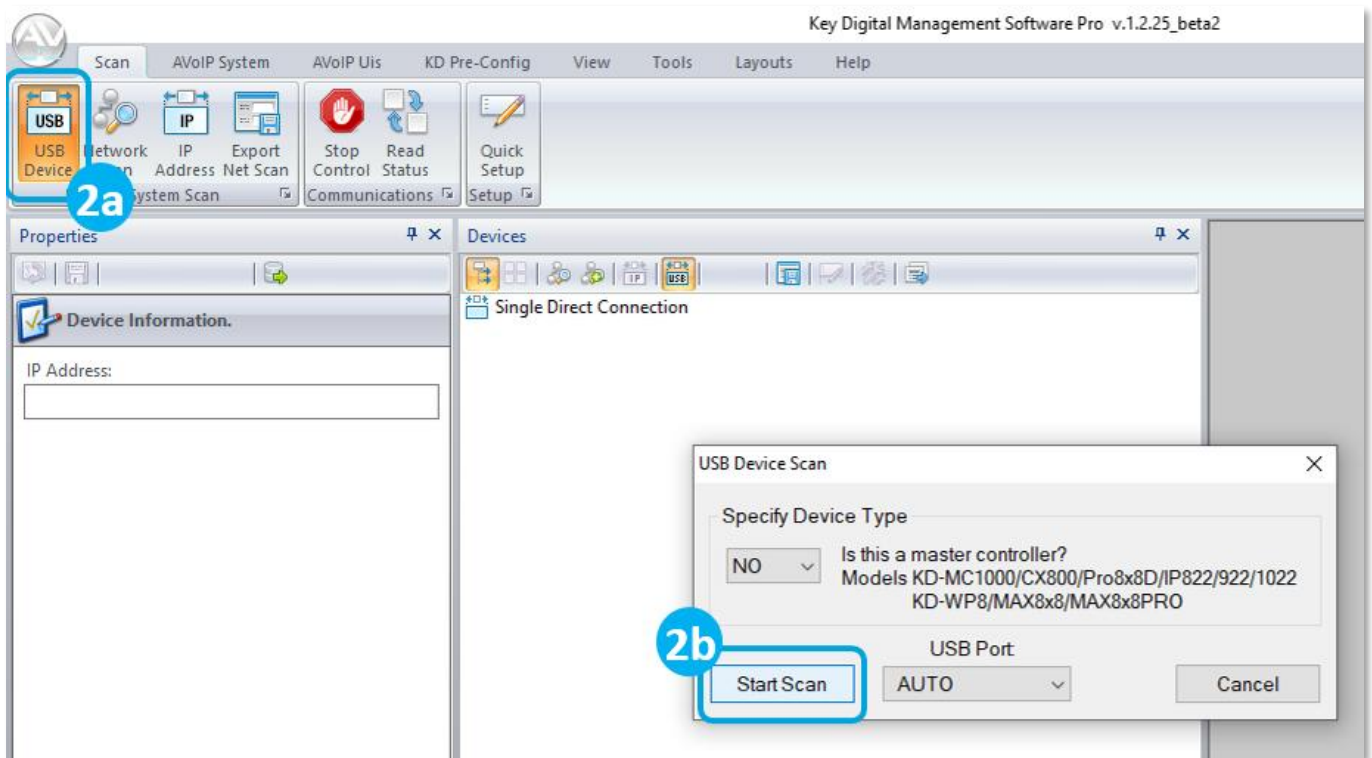 AV
Key Digital Management Software Pro v.1.2.25_beta2
Scan AVoIP System AVoIP Uis KD Pre-Config View Tools Layouts Help
USB IP
USB Network IP Export Stop Read Quick
Device Address Net Scan Control Status Setup
2a
System Scan Communications Setup
Properties Devices
IP USB
Device Information.
Single Direct Connection
IP Address:
USB Device Scan
Specify Device Type
NO Is this a master controller?
Models KD-MC1000/CX800/Pro8x8D/IP822/922/1022
KD-WP8/MAX8x8/MAX8x8PRO
2b
USB Port:
Start Scan AUTO Cancel